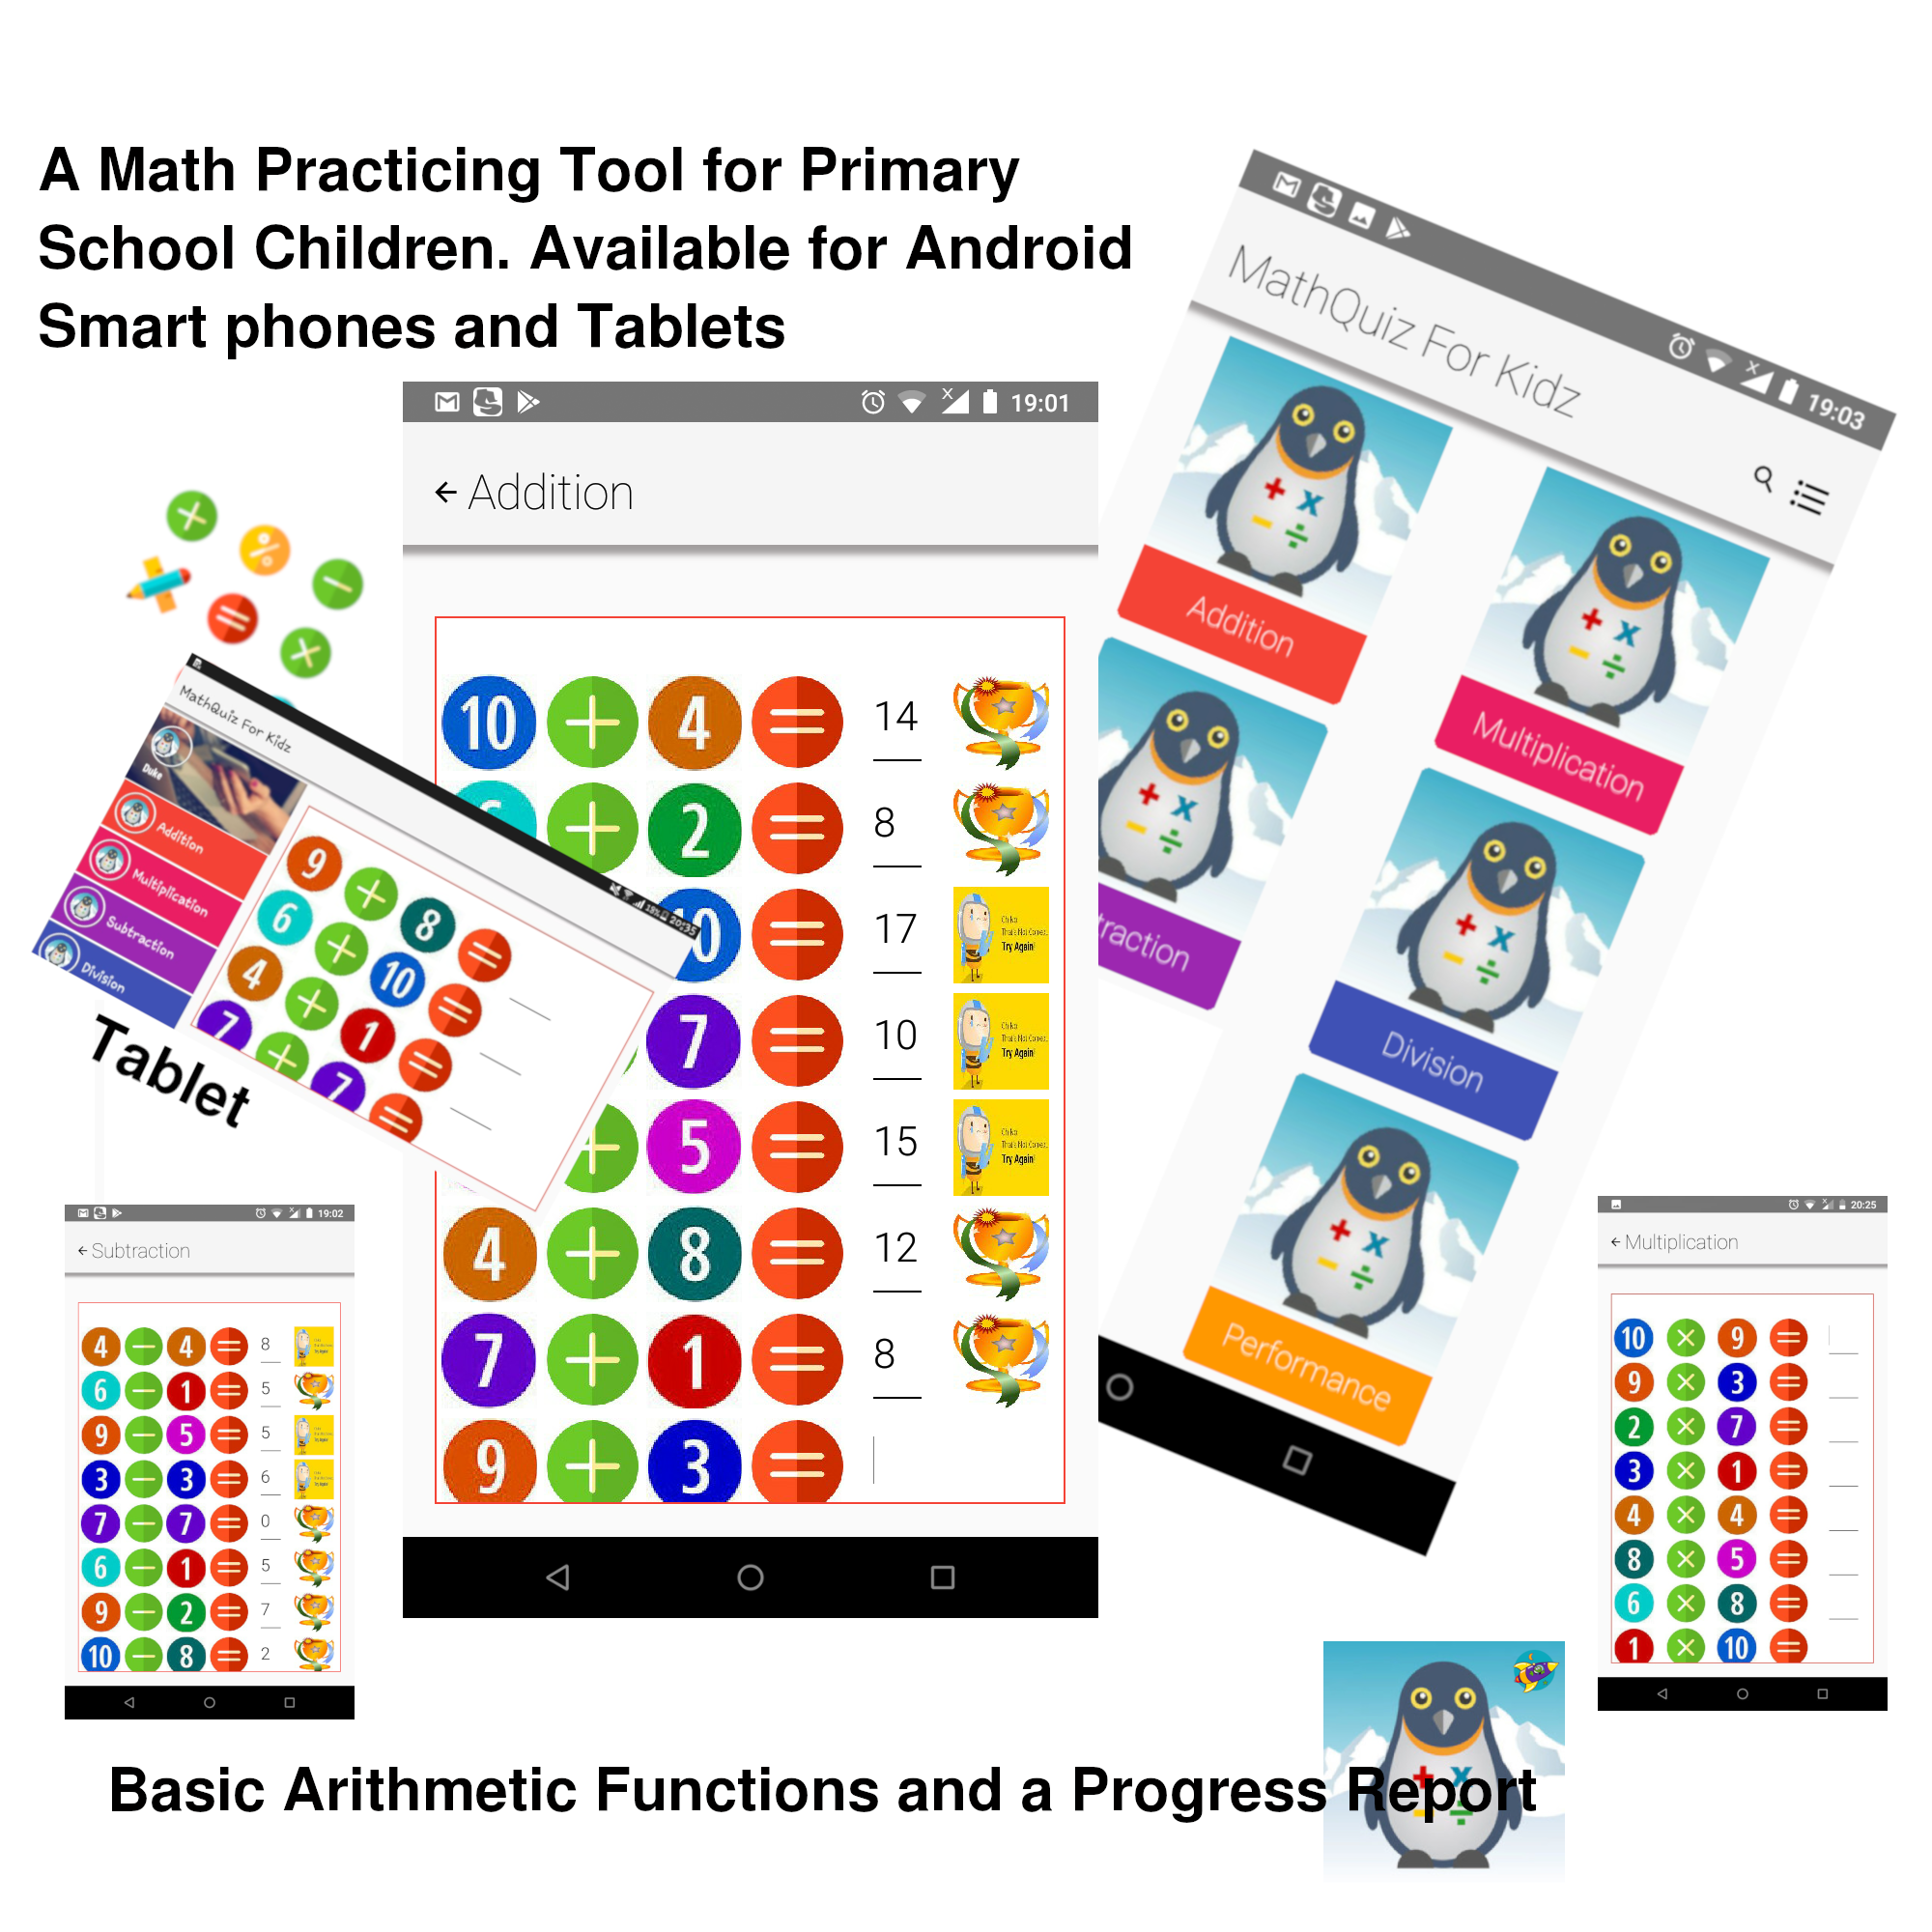 A Math Practicing Tool for Primary
School Children. Available for Android
Smart phones and Tablets
19:03
MathQuiz For Kidz
Addition
Multiplication
traction
Division
Performance
19:01
← Addition
10 + 4 = 14
6 + 2 = 8
0 = 17
7 = 10
+ 5 = 15
4 + 8 = 12
7 + 1 = 8
9 + 3 =
Try Again!
Try Again!
Try Again!
18% 20:35
MathQuiz For Kidz
Duke
Addition
Multiplication
Subtraction
Division
9 + 8 =
6 + 10 =
4 + 1 =
7 + 7 =
Tablet
19:02
← Subtraction
4 − 4 = 8
6 − 1 = 5
9 − 5 = 5
3 − 3 = 6
7 − 7 = 0
6 − 1 = 5
9 − 2 = 7
10 − 8 = 2
20:25
← Multiplication
10 × 9 =
9 × 3 =
2 × 7 =
3 × 1 =
4 × 4 =
8 × 5 =
6 × 8 =
1 × 10 =
Basic Arithmetic Functions and a Progress Report